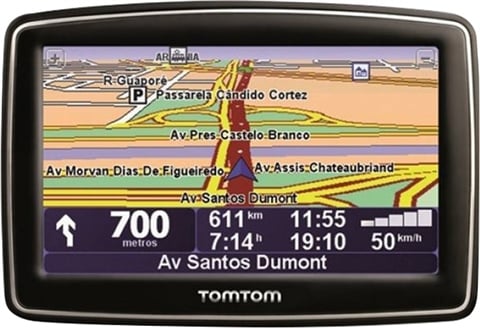 R Guaporé
P
Passarela Cândido Cortez
Av Pres Castelo Branco
Av Morvan Dias De Figueiredo
Av Assis Chateaubriand
Av Santos Dumont
700
metros
611 km 11:55
7:14 h 19:10 50 km/h
Av Santos Dumont
TOMTOM